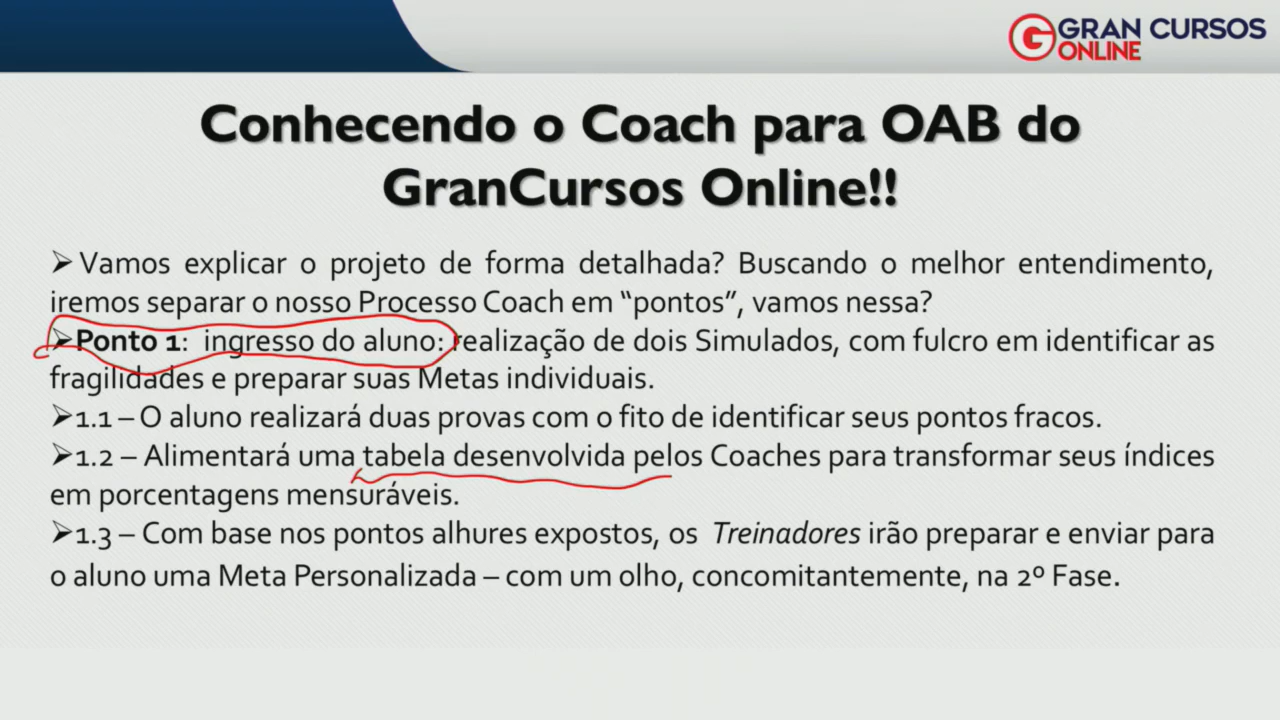 GRAN CURSOS
ONLINE
Conhecendo o Coach para OAB do
GranCursos Online!!
➢Vamos explicar o projeto de forma detalhada? Buscando o melhor entendimento,
iremos separar o nosso Processo Coach em “pontos”, vamos nessa?
➢Ponto 1: ingresso do aluno: realização de dois Simulados, com fulcro em identificar as
fragilidades e preparar suas Metas individuais.
➢1.1 – O aluno realizará duas provas com o fito de identificar seus pontos fracos.
➢1.2 – Alimentará uma tabela desenvolvida pelos Coaches para transformar seus índices
em porcentagens mensuráveis.
➢1.3 – Com base nos pontos alhures expostos, os Treinadores irão preparar e enviar para
o aluno uma Meta Personalizada – com um olho, concomitantemente, na 2º Fase.